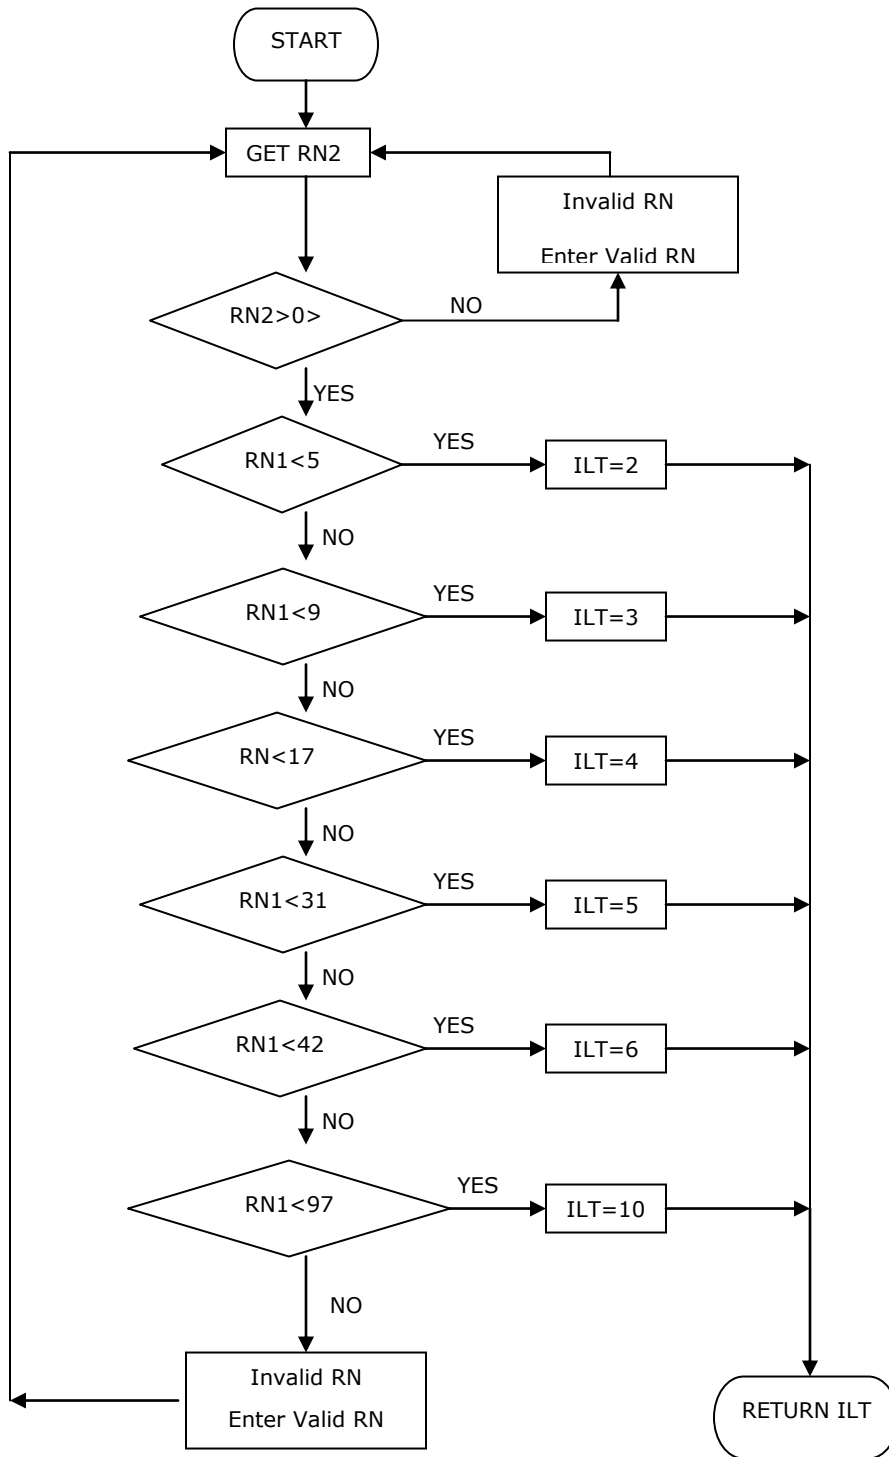 START
GET RN2
Invalid RN
Enter Valid RN
RN2>0>
NO
YES
RN1<5
YES
ILT=2
NO
RN1<9
YES
ILT=3
NO
RN<17
YES
ILT=4
NO
RN1<31
YES
ILT=5
NO
RN1<42
YES
ILT=6
NO
RN1<97
YES
ILT=10
NO
Invalid RN
Enter Valid RN
RETURN ILT